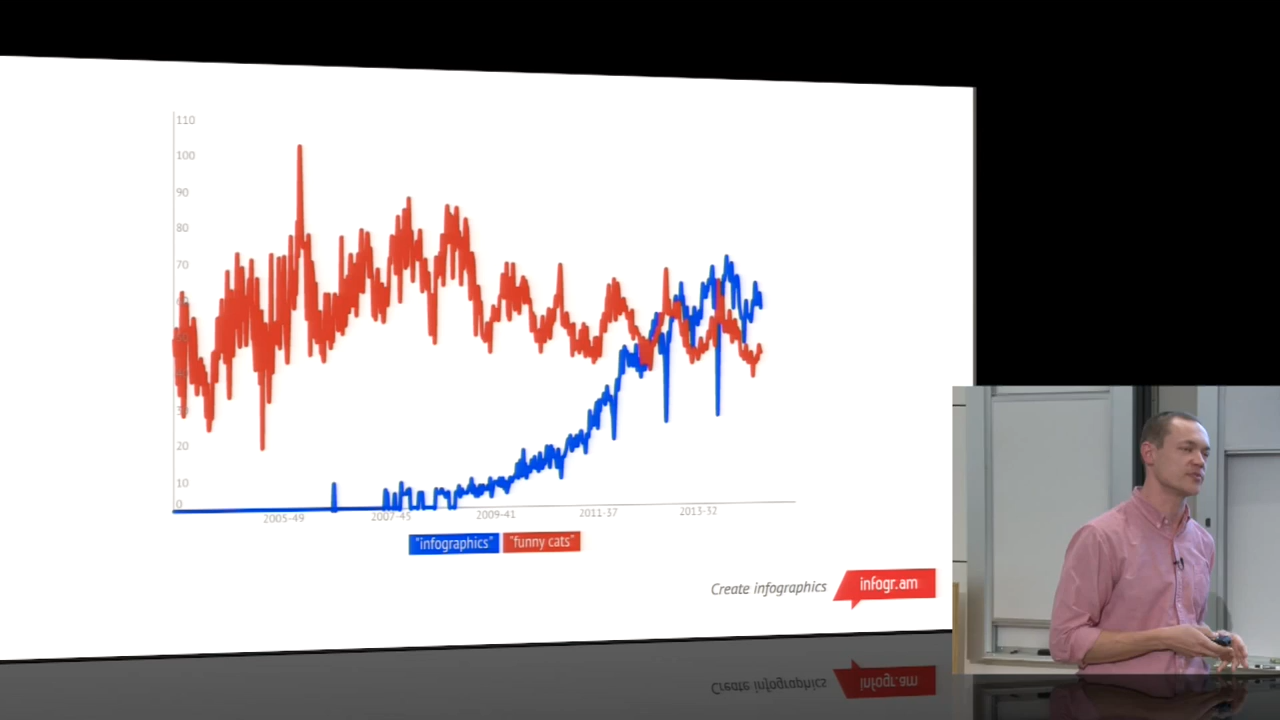 110
100
90
80
70
20
10
0
2005-49 2007-45 2009-41 2011-37 2013-32
"infographics" "funny cats"
Create infographics infogr.am